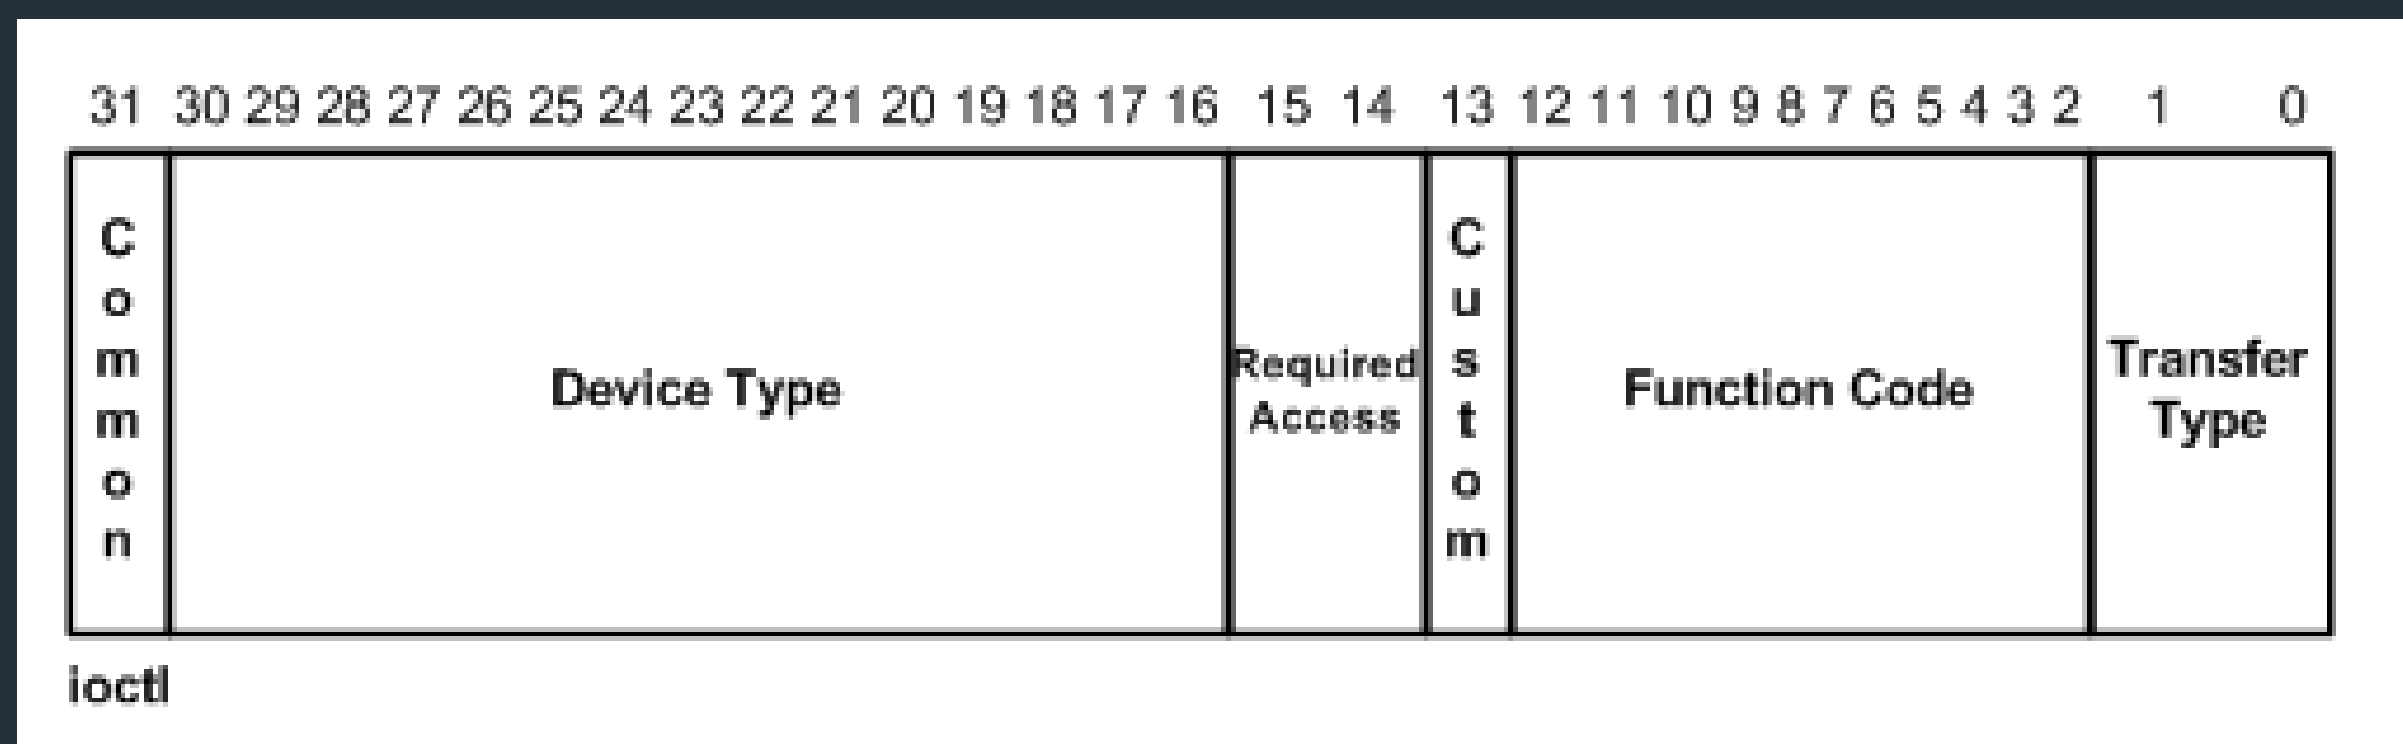 31 30 29 28 27 26 25 24 23 22 21 20 19 18 17 16 15 14 13 12 11 10 9 8 7 6 5 4 3 2 1 0
Common
Device Type
Required
Access
Custom
Function Code
Transfer
Type
ioctl